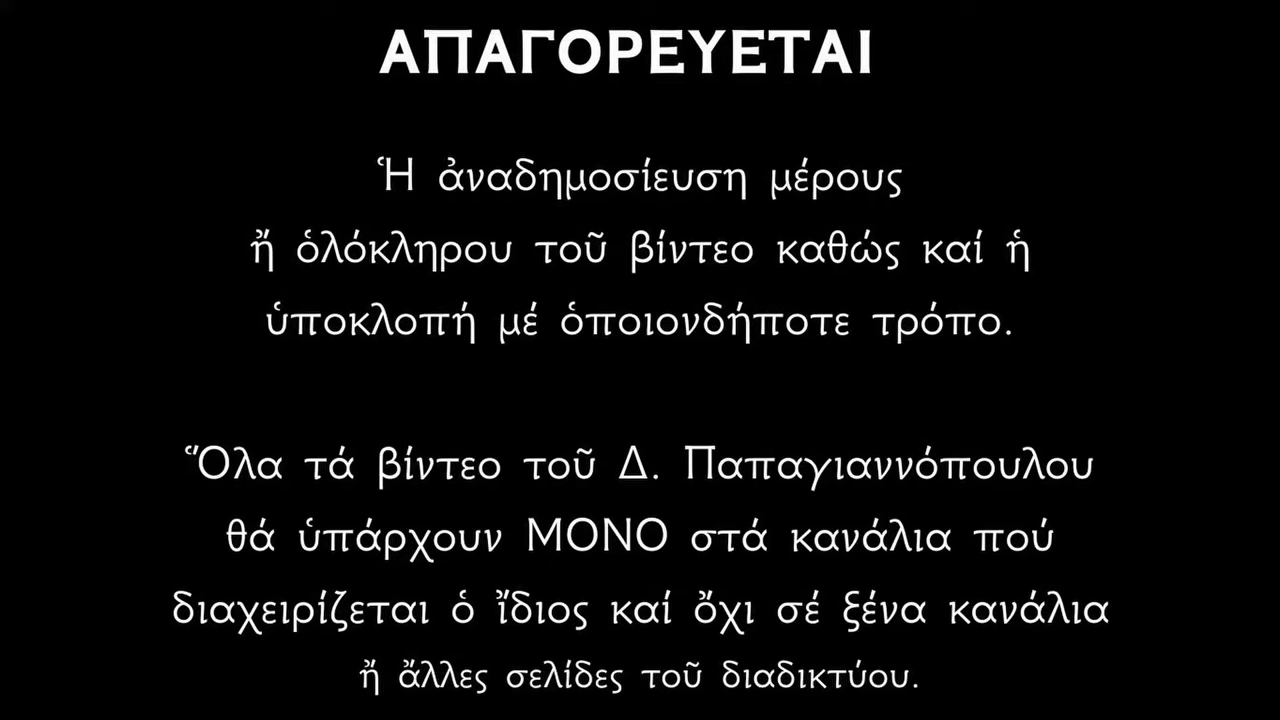 ΑΠΑΓΟΡΕΥΕΤΑΙ
Ἡ ἀναδημοσίευση μέρους
ἤ ὁλόκληρου τοῦ βίντεο καθώς καί ἡ
ὑποκλοπή μέ ὁποιονδήποτε τρόπο.
Ὅλα τά βίντεο τοῦ Δ. Παπαγιαννόπουλου
θά ὑπάρχουν ΜΟΝΟ στά κανάλια πού
διαχειρίζεται ὁ ἴδιος καί ὄχι σέ ξένα κανάλια
ἤ ἄλλες σελίδες τοῦ διαδικτύου.